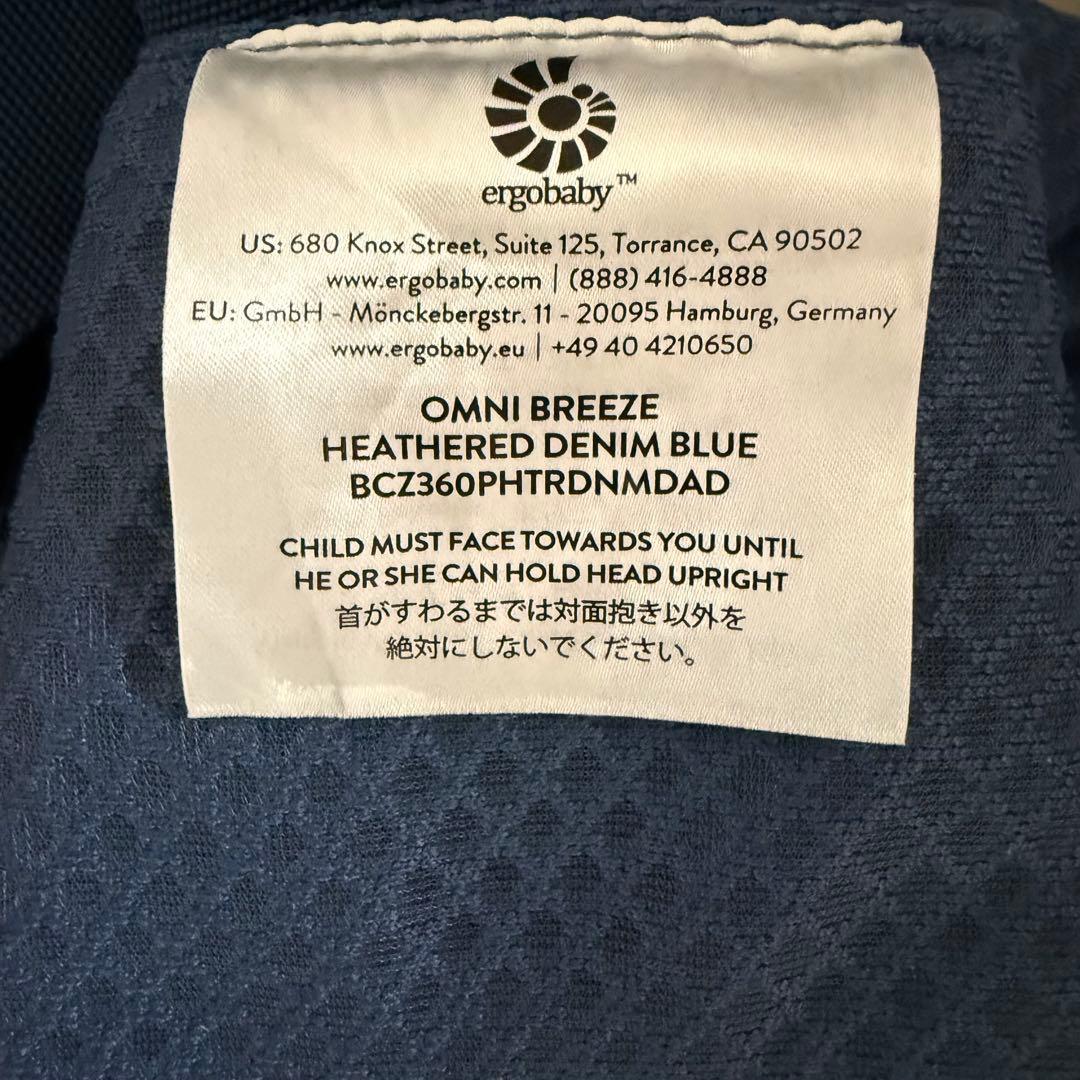 ergobaby™
US: 680 Knox Street, Suite 125, Torrance, CA 90502
www.ergobaby.com | (888) 416-4888
EU: GmbH - Mönckebergstr. 11 - 20095 Hamburg, Germany
www.ergobaby.eu | +49 40 4210650
OMNI BREEZE
HEATHERED DENIM BLUE
BCZ360PHTRDNMDAD
CHILD MUST FACE TOWARDS YOU UNTIL
HE OR SHE CAN HOLD HEAD UPRIGHT
首がすわるまでは対面抱き以外を
絶対にしないでください。